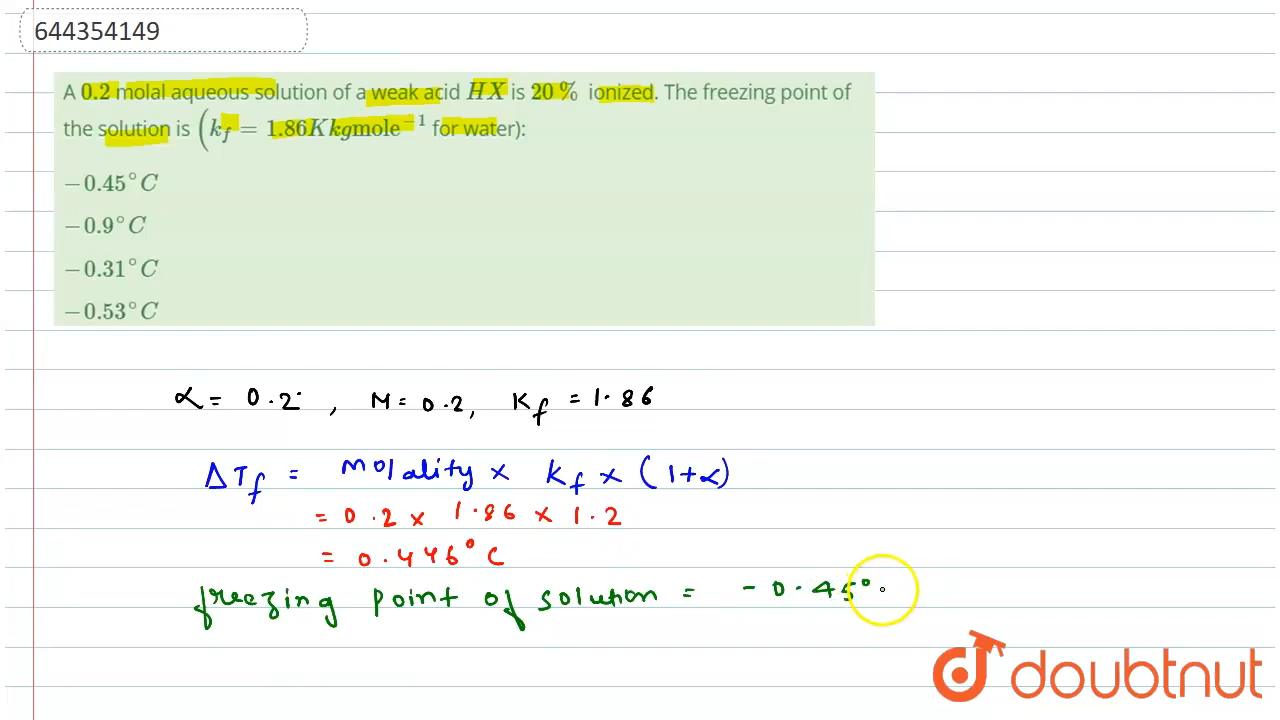 644354149
A 0.2 molal aqueous solution of a weak acid HX is 20 % ionized. The freezing point of
the solution is (k_f = 1.86K kg mole⁻¹ for water):
−0.45°C
−0.9°C
−0.31°C
−0.53°C
α = 0.2 , M = 0.2, K_f = 1.86
ΔT_f = molality × K_f × (1+α)
= 0.2 × 1.86 × 1.2
= 0.446° C
freezing point of solution = - 0.45°
doubtnut